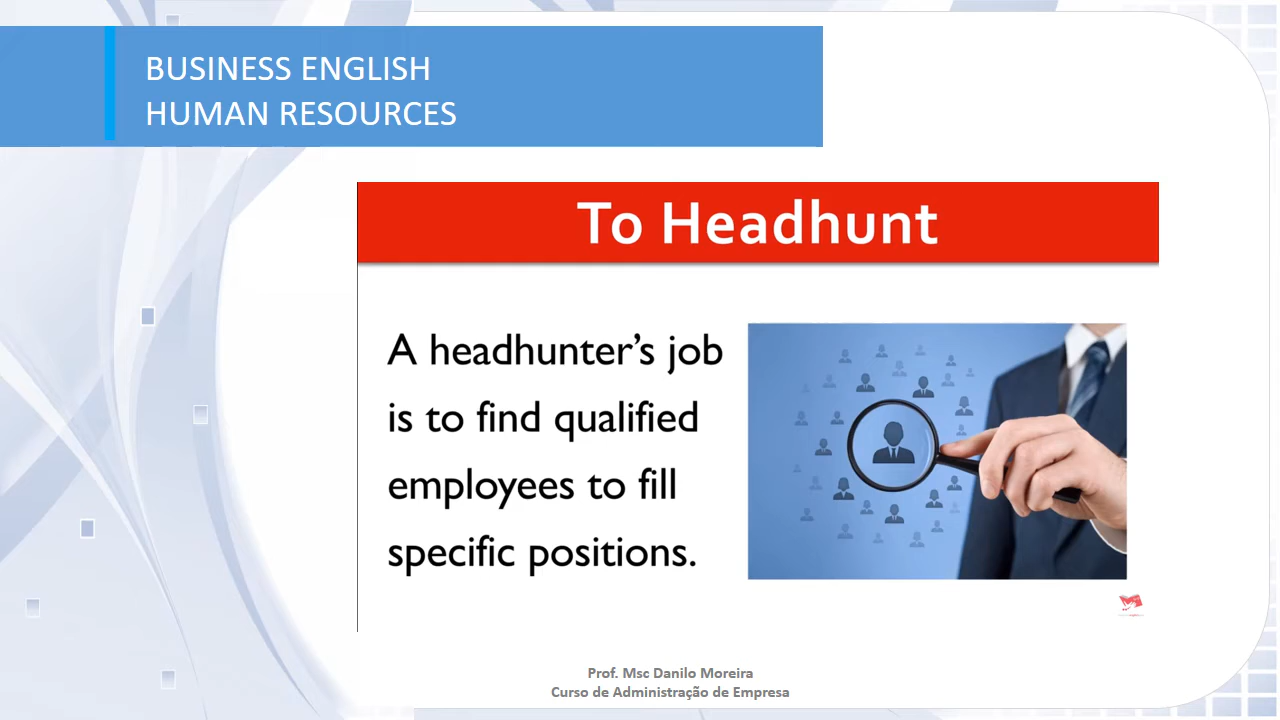 BUSINESS ENGLISH
HUMAN RESOURCES
To Headhunt
A headhunter’s job
is to find qualified
employees to fill
specific positions.
Prof. Msc Danilo Moreira
Curso de Administração de Empresa